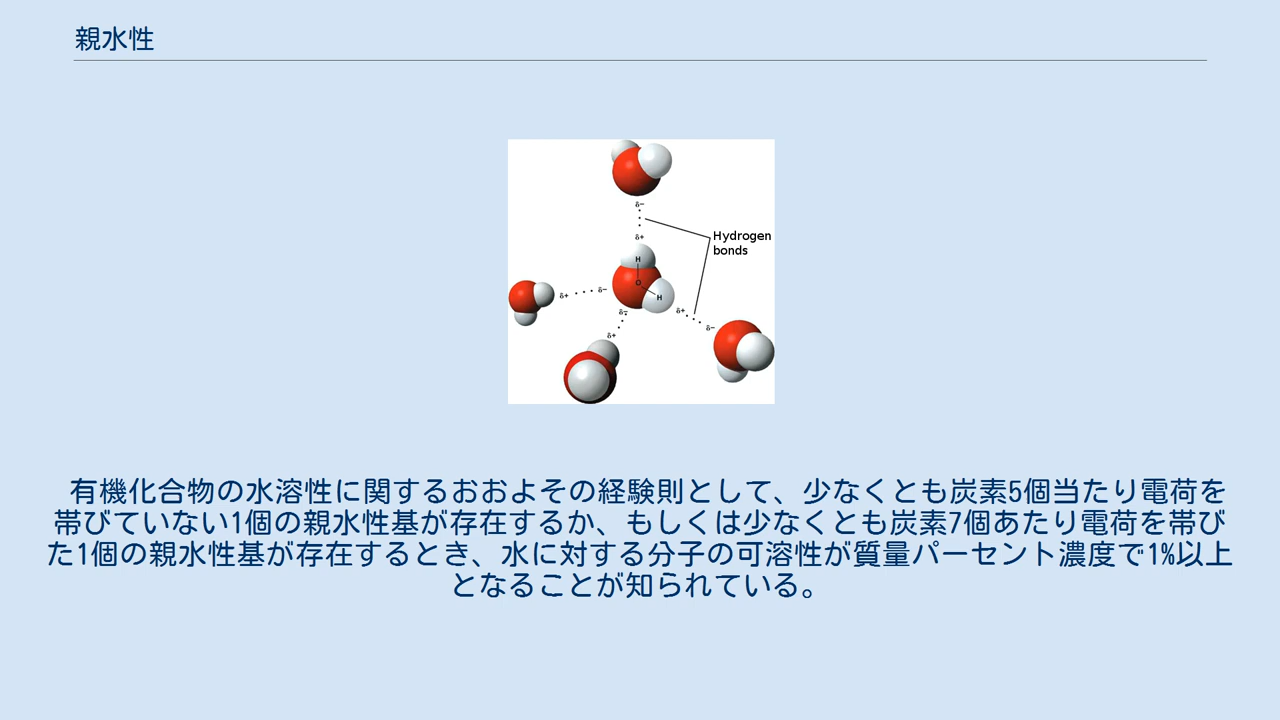 親水性
δ−
δ+
Hydrogen
bonds
H
O
H
δ+
δ−
δ−
δ+
δ+
δ−
有機化合物の水溶性に関するおおよその経験則として、少なくとも炭素5個当たり電荷を
帯びていない1個の親水性基が存在するか、もしくは少なくとも炭素7個あたり電荷を帯び
た1個の親水性基が存在するとき、水に対する分子の可溶性が質量パーセント濃度で1%以上
となることが知られている。